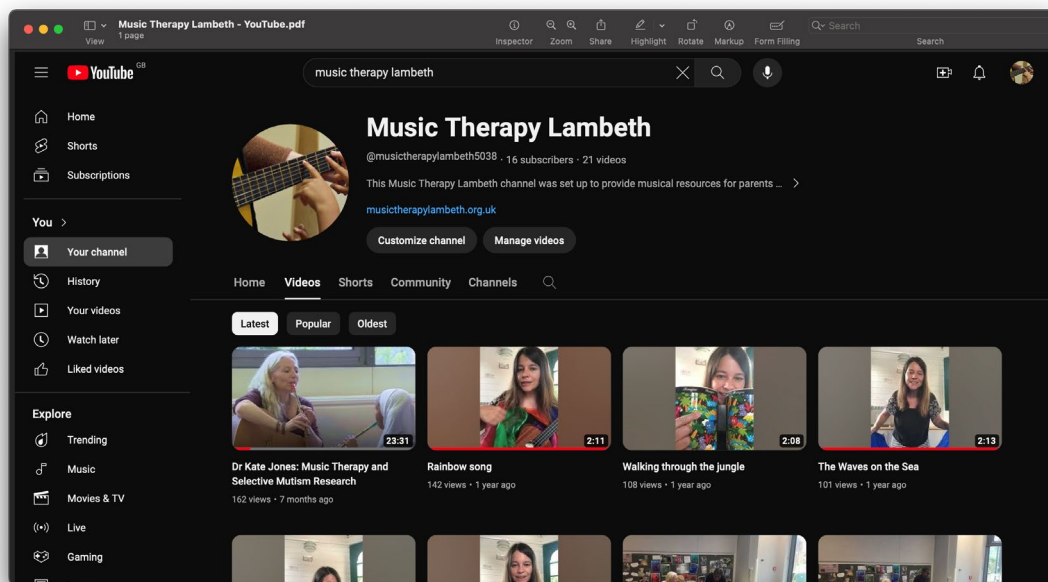 Music Therapy Lambeth - YouTube.pdf
1 page
View
Inspector
Zoom
Share
Highlight
Rotate
Markup
Form Filling
Search
Search
YouTube GB
music therapy lambeth
Home
Shorts
Subscriptions
You
Your channel
History
Your videos
Watch later
Liked videos
Explore
Trending
Music
Movies & TV
Live
Gaming
Music Therapy Lambeth
@musictherapylambeth5038 . 16 subscribers · 21 videos
This Music Therapy Lambeth channel was set up to provide musical resources for parents ...
musictherapylambeth.org.uk
Customize channel
Manage videos
Home Videos Shorts Community Channels
Latest Popular Oldest
23:31
Dr Kate Jones: Music Therapy and
Selective Mutism Research
162 views • 7 months ago
2:11
Rainbow song
142 views • 1 year ago
2:08
Walking through the jungle
108 views • 1 year ago
2:13
The Waves on the Sea
101 views • 1 year ago